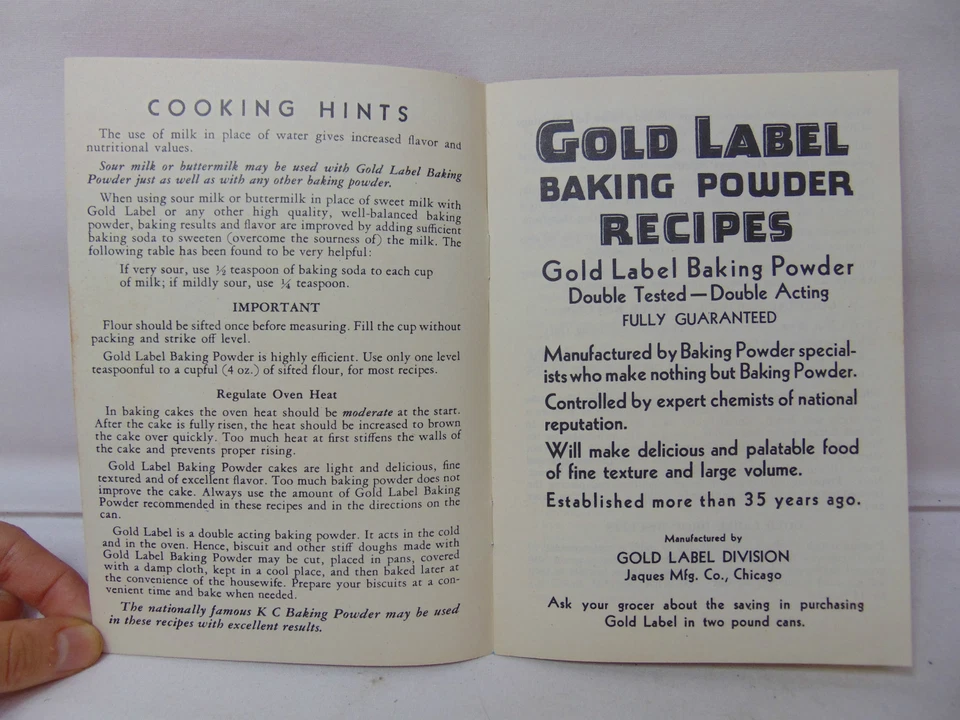 COOKING HINTS
The use of milk in place of water gives increased flavor and
nutritional values.
Sour milk or buttermilk may be used with Gold Label Baking
Powder just as well as with any other baking powder.
When using sour milk or buttermilk in place of sweet milk with
Gold Label or any other high quality, well-balanced baking
powder, baking results and flavor are improved by adding sufficient
baking soda to sweeten (overcome the sourness of) the milk. The
following table has been found to be very helpful:
If very sour, use ½ teaspoon of baking soda to each cup
of milk; if mildly sour, use ¼ teaspoon.
IMPORTANT
Flour should be sifted once before measuring. Fill the cup without
packing and strike off level.
Gold Label Baking Powder is highly efficient. Use only one level
teaspoonful to a cupful (4 oz.) of sifted flour, for most recipes.
Regulate Oven Heat
In baking cakes the oven heat should be moderate at the start.
After the cake is fully risen, the heat should be increased to brown
the cake over quickly. Too much heat at first stiffens the walls of
the cake and prevents proper rising.
Gold Label Baking Powder cakes are light and delicious, fine
textured and of excellent flavor. Too much baking powder does not
improve the cake. Always use the amount of Gold Label Baking
Powder recommended in these recipes and in the directions on the
can.
Gold Label is a double acting baking powder. It acts in the cold
and in the oven. Hence, biscuit and other stiff doughs made with
Gold Label Baking Powder may be cut, placed in pans, covered
with a damp cloth, kept in a cool place, and then baked later at
the convenience of the housewife. Prepare your biscuits at a con-
venient time and bake when needed.
The nationally famous K C Baking Powder may be used
in these recipes with excellent results.
GOLD LABEL
BAKING POWDER
RECIPES
Gold Label Baking Powder
Double Tested—Double Acting
FULLY GUARANTEED
Manufactured by Baking Powder special-
ists who make nothing but Baking Powder.
Controlled by expert chemists of national
reputation.
Will make delicious and palatable food
of fine texture and large volume.
Established more than 35 years ago.
Manufactured by
GOLD LABEL DIVISION
Jaques Mfg. Co., Chicago
Ask your grocer about the saving in purchasing
Gold Label in two pound cans.